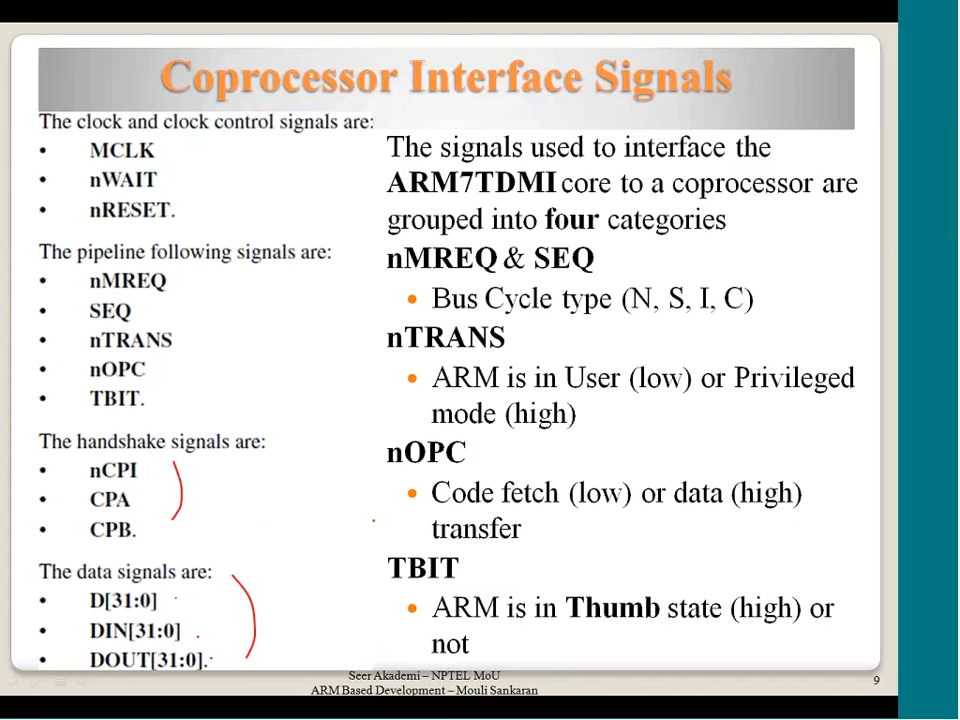 Coprocessor Interface Signals
The clock and clock control signals are:
• MCLK
• nWAIT
• nRESET.
The pipeline following signals are:
• nMREQ
• SEQ
• nTRANS
• nOPC
• TBIT.
The handshake signals are:
• nCPI
• CPA
• CPB.
The data signals are:
• D[31:0]
• DIN[31:0]
• DOUT[31:0].
The signals used to interface the
ARM7TDMI core to a coprocessor are
grouped into four categories
nMREQ & SEQ
• Bus Cycle type (N, S, I, C)
nTRANS
• ARM is in User (low) or Privileged
mode (high)
nOPC
• Code fetch (low) or data (high)
transfer
TBIT
• ARM is in Thumb state (high) or
not
Seer Akademi – NPTEL MoU
ARM Based Development – Mouli Sankaran
9